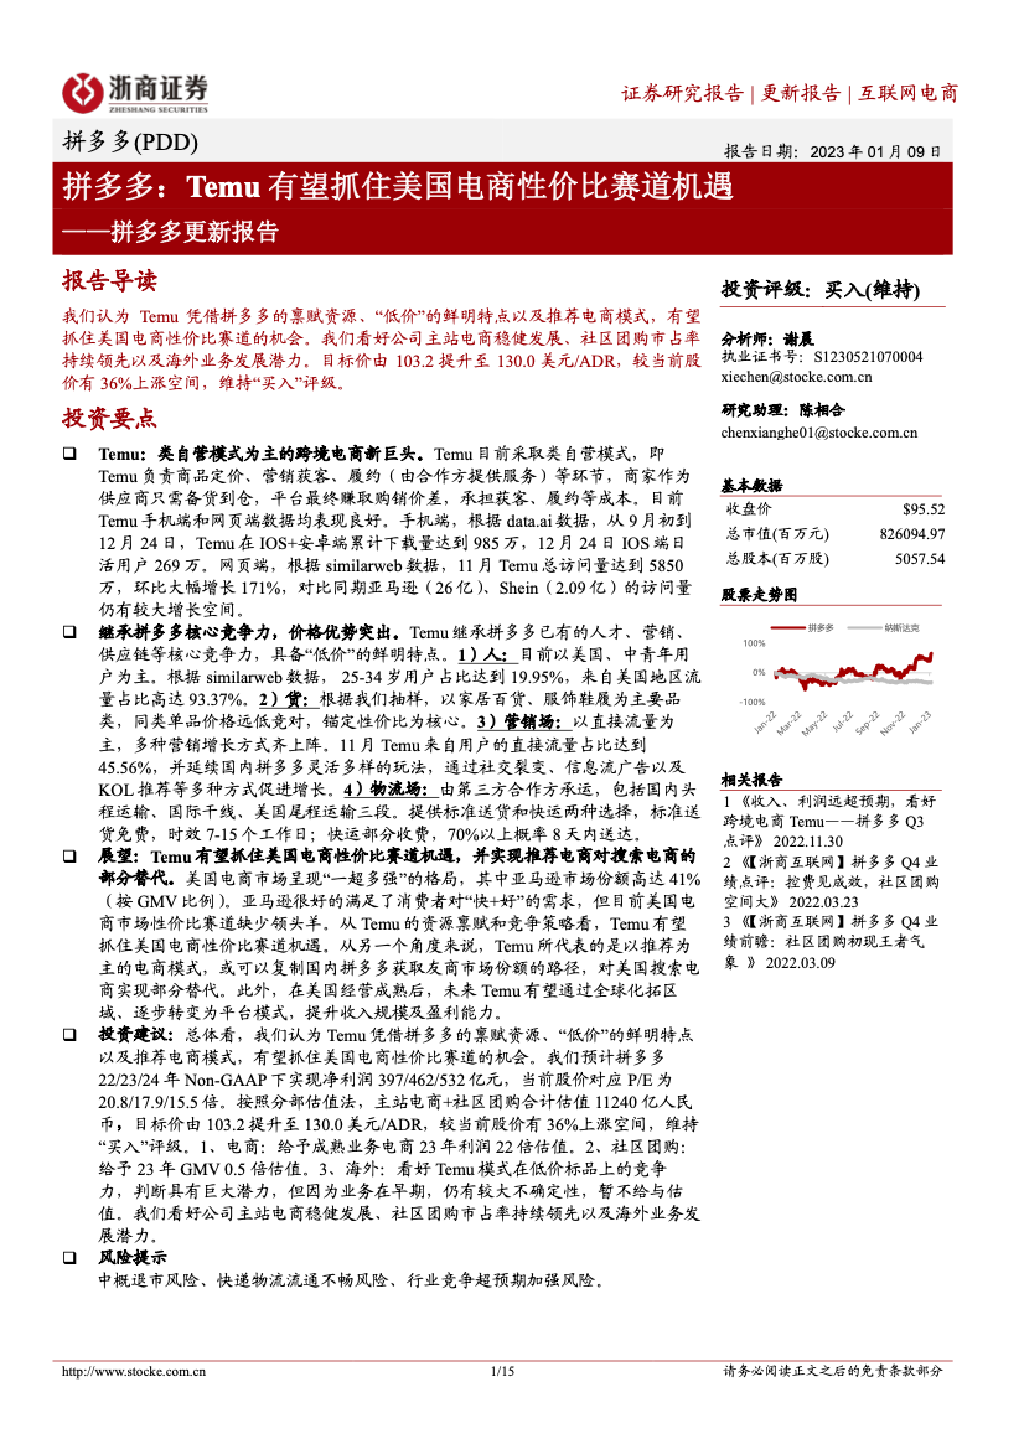 浙商证券
ZHESHANG SECURITIES
证券研究报告 | 更新报告 | 互联网电商
拼多多(PDD)
报告日期：2023 年 01 月 09 日
拼多多：Temu 有望抓住美国电商性价比赛道机遇
——拼多多更新报告
报告导读
我们认为 Temu 凭借拼多多的禀赋资源、“低价”的鲜明特点以及推荐电商模式，有望
抓住美国电商性价比赛道的机会。我们看好公司主站电商稳健发展、社区团购市占率
持续领先以及海外业务发展潜力。目标价由 103.2 提升至 130.0 美元/ADR，较当前股
价有 36%上涨空间，维持“买入”评级。
投资要点
❑ Temu：类自营模式为主的跨境电商新巨头。Temu 目前采取类自营模式，即
Temu 负责商品定价、营销获客、履约（由合作方提供服务）等环节，商家作为
供应商只需备货到仓，平台最终赚取购销价差，承担获客、履约等成本。目前
Temu 手机端和网页端数据均表现良好。手机端，根据 data.ai 数据，从 9 月初到
12 月 24 日，Temu 在 IOS+安卓端累计下载量达到 985 万，12 月 24 日 IOS 端日
活用户 269 万。网页端，根据 similarweb 数据，11 月 Temu 总访问量达到 5850
万，环比大幅增长 171%，对比同期亚马逊（26 亿）、Shein（2.09 亿）的访问量
仍有较大增长空间。
❑ 继承拼多多核心竞争力，价格优势突出。Temu 继承拼多多已有的人才、营销、
供应链等核心竞争力，具备“低价”的鲜明特点。1）人：目前以美国、中青年用
户为主。根据 similarweb 数据， 25-34 岁用户占比达到 19.95%，来自美国地区流
量占比高达 93.37%。2）货：根据我们抽样，以家居百货、服饰鞋履为主要品
类，同类单品价格远低竞对，锚定性价比为核心。3）营销场：以直接流量为
主，多种营销增长方式齐上阵。11 月 Temu 来自用户的直接流量占比达到
45.56%，并延续国内拼多多灵活多样的玩法，通过社交裂变、信息流广告以及
KOL 推荐等多种方式促进增长。4）物流场：由第三方合作方承运，包括国内头
程运输、国际干线、美国尾程运输三段。提供标准送货和快运两种选择，标准送
货免费，时效 7-15 个工作日；快运部分收费，70%以上概率 8 天内送达。
❑ 展望：Temu 有望抓住美国电商性价比赛道机遇，并实现推荐电商对搜索电商的
部分替代。美国电商市场呈现“一超多强”的格局，其中亚马逊市场份额高达 41%
（按 GMV 比例）。亚马逊很好的满足了消费者对“快+好”的需求，但目前美国电
商市场性价比赛道缺少领头羊。从 Temu 的资源禀赋和竞争策略看，Temu 有望
抓住美国电商性价比赛道机遇。从另一个角度来说，Temu 所代表的是以推荐为
主的电商模式，或可以复制国内拼多多获取友商市场份额的路径，对美国搜索电
商实现部分替代。此外，在美国经营成熟后，未来 Temu 有望通过全球化拓区
域、逐步转变为平台模式，提升收入规模及盈利能力。
❑ 投资建议：总体看，我们认为 Temu 凭借拼多多的禀赋资源、“低价”的鲜明特点
以及推荐电商模式，有望抓住美国电商性价比赛道的机会。我们预计拼多多
22/23/24 年 Non-GAAP 下实现净利润 397/462/532 亿元，当前股价对应 P/E 为
20.8/17.9/15.5 倍。按照分部估值法，主站电商+社区团购合计估值 11240 亿人民
币，目标价由 103.2 提升至 130.0 美元/ADR，较当前股价有 36%上涨空间，维持
“买入”评级。1、电商：给予成熟业务电商 23 年利润 22 倍估值。2、社区团购：
给予 23 年 GMV 0.5 倍估值。3、海外：看好 Temu 模式在低价标品上的竞争
力，判断具有巨大潜力，但因为业务在早期，仍有较大不确定性，暂不给与估
值。我们看好公司主站电商稳健发展、社区团购市占率持续领先以及海外业务发
展潜力。
❑ 风险提示
中概退市风险、快递物流流通不畅风险、行业竞争超预期加强风险。
投资评级：买入(维持)
分析师：谢晨
执业证书号：S1230521070004
xiechen@stocke.com.cn
研究助理：陈相合
chenxianghe01@stocke.com.cn
基本数据
收盘价 $95.52
总市值(百万元) 826094.97
总股本(百万股) 5057.54
股票走势图
拼多多 纳斯达克
100%
0%
-100%
Jan-22 Mar-22 May-22 Jul-22 Sep-22 Nov-22 Jan-23
相关报告
1 《收入、利润远超预期，看好
跨境电商 Temu——拼多多 Q3
点评》 2022.11.30
2 《【浙商互联网】拼多多 Q4 业
绩点评：控费见成效，社区团购
空间大》 2022.03.23
3 《【浙商互联网】拼多多 Q4 业
绩前瞻：社区团购初现王者气
象 》 2022.03.09
http://www.stocke.com.cn
1/15
请务必阅读正文之后的免责条款部分